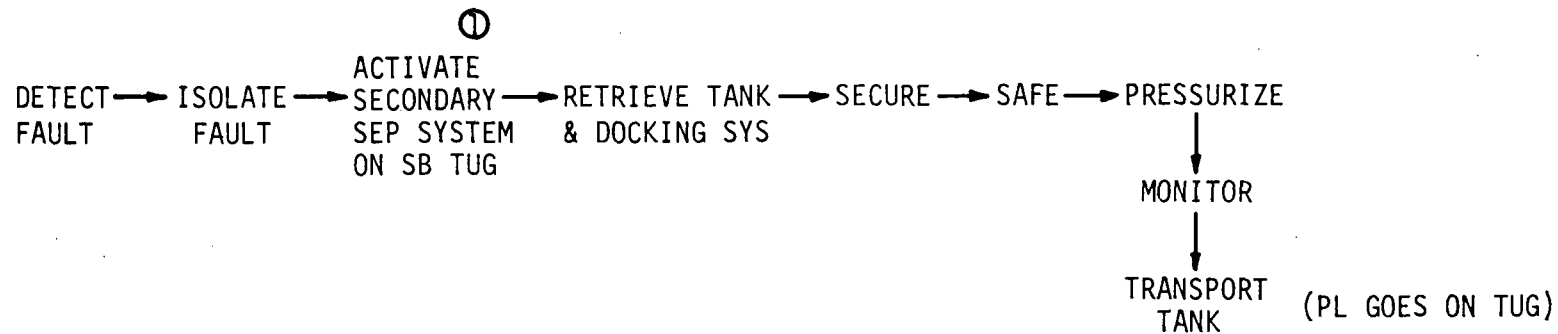 ①
DETECT FAULT
ISOLATE FAULT
ACTIVATE
SECONDARY
SEP SYSTEM
ON SB TUG
RETRIEVE TANK
& DOCKING SYS
SECURE
SAFE
PRESSURIZE
MONITOR
TRANSPORT
TANK
(PL GOES ON TUG)